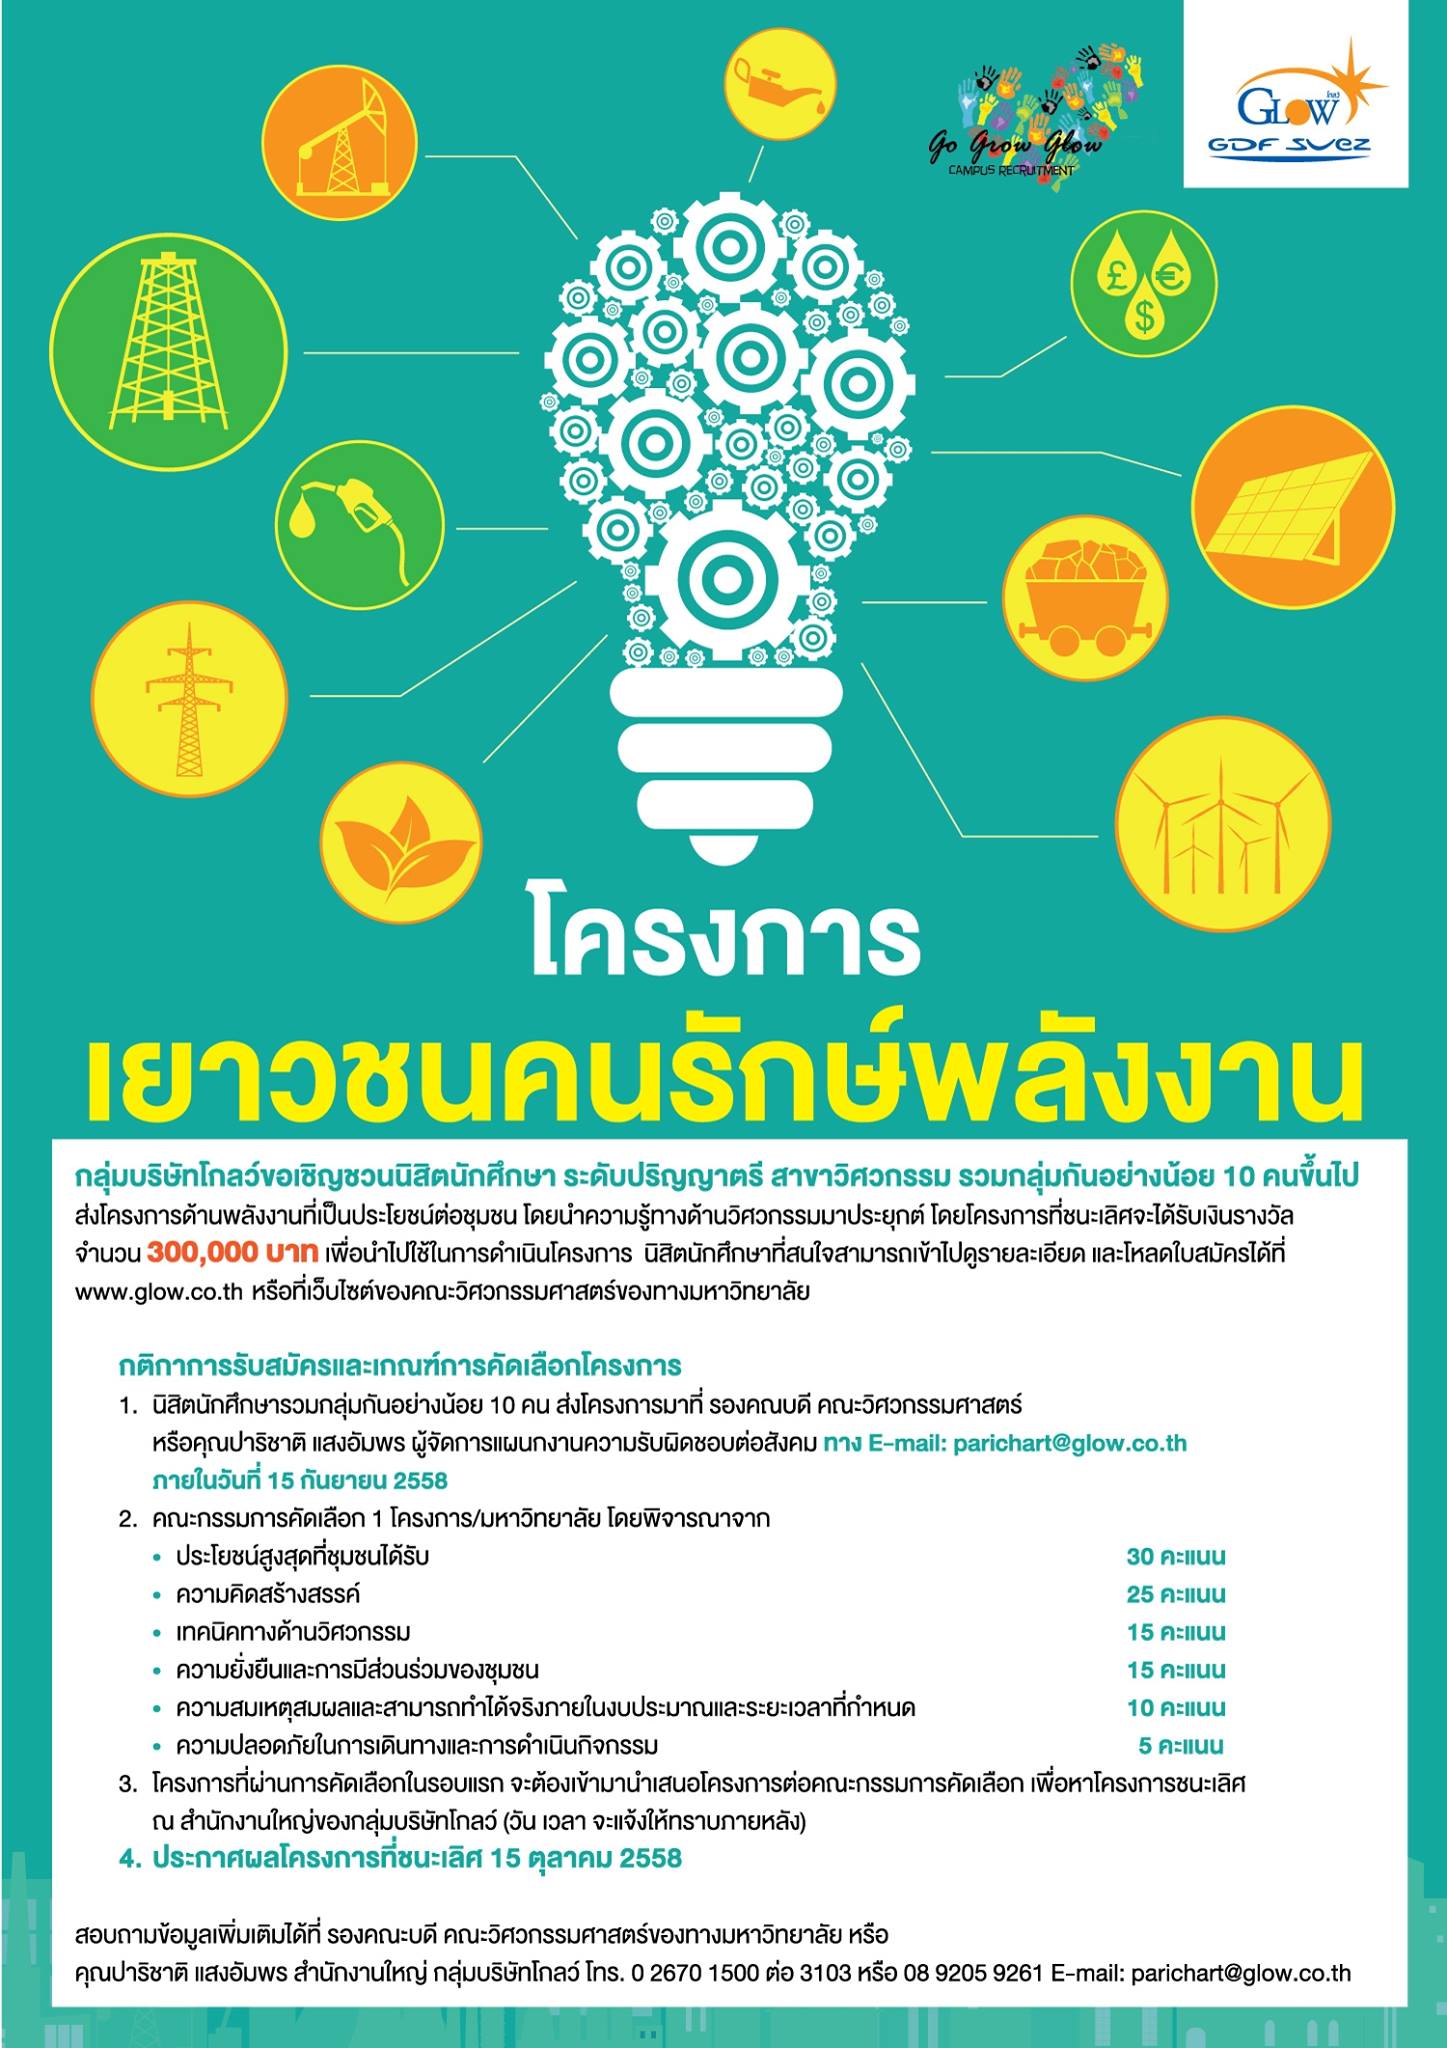 Go Grow Glow
CAMPUS RECRUITMENT
โกลว์
GLOW
GDF SUEZ
£ €
$
โครงการ
เยาวชนคนรักษ์พลังงาน
กลุ่มบริษัทโกลว์ขอเชิญชวนนิสิตนักศึกษา ระดับปริญญาตรี สาขาวิศวกรรม รวมกลุ่มกันอย่างน้อย 10 คนขึ้นไป
ส่งโครงการด้านพลังงานที่เป็นประโยชน์ต่อชุมชน โดยนำความรู้ทางด้านวิศวกรรมมาประยุกต์ โดยโครงการที่ชนะเลิศจะได้รับเงินรางวัล
จำนวน 300,000 บาท เพื่อนำไปใช้ในการดำเนินโครงการ นิสิตนักศึกษาที่สนใจสามารถเข้าไปดูรายละเอียด และโหลดใบสมัครได้ที่
www.glow.co.th หรือที่เว็บไซต์ของคณะวิศวกรรมศาสตร์ของทางมหาวิทยาลัย
กติกาการรับสมัครและเกณฑ์การคัดเลือกโครงการ
1. นิสิตนักศึกษารวมกลุ่มกันอย่างน้อย 10 คน ส่งโครงการมาที่ รองคณบดี คณะวิศวกรรมศาสตร์
หรือคุณปาริชาติ แสงอัมพร ผู้จัดการแผนกงานความรับผิดชอบต่อสังคม ทาง E-mail: parichart@glow.co.th
ภายในวันที่ 15 กันยายน 2558
2. คณะกรรมการคัดเลือก 1 โครงการ/มหาวิทยาลัย โดยพิจารณาจาก
• ประโยชน์สูงสุดที่ชุมชนได้รับ 30 คะแนน
• ความคิดสร้างสรรค์ 25 คะแนน
• เทคนิคทางด้านวิศวกรรม 15 คะแนน
• ความยั่งยืนและการมีส่วนร่วมของชุมชน 15 คะแนน
• ความสมเหตุสมผลและสามารถทำได้จริงภายในงบประมาณและระยะเวลาที่กำหนด 10 คะแนน
• ความปลอดภัยในการเดินทางและการดำเนินกิจกรรม 5 คะแนน
3. โครงการที่ผ่านการคัดเลือกในรอบแรก จะต้องเข้ามานำเสนอโครงการต่อคณะกรรมการคัดเลือก เพื่อหาโครงการชนะเลิศ
ณ สำนักงานใหญ่ของกลุ่มบริษัทโกลว์ (วัน เวลา จะแจ้งให้ทราบภายหลัง)
4. ประกาศผลโครงการที่ชนะเลิศ 15 ตุลาคม 2558
สอบถามข้อมูลเพิ่มเติมได้ที่ รองคณะบดี คณะวิศวกรรมศาสตร์ของทางมหาวิทยาลัย หรือ
คุณปาริชาติ แสงอัมพร สำนักงานใหญ่ กลุ่มบริษัทโกลว์ โทร. 0 2670 1500 ต่อ 3103 หรือ 08 9205 9261 E-mail: parichart@glow.co.th